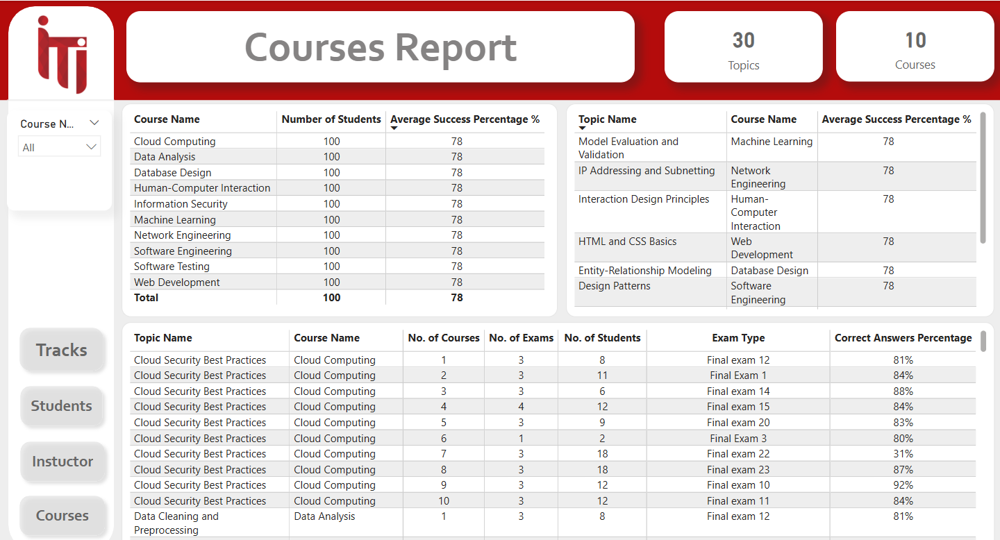 iTi
Courses Report
30
Topics
10
Courses
Course N...
All
Tracks
Students
Instuctor
Courses
Course Name Number of Students Average Success Percentage %
Cloud Computing 100 78
Data Analysis 100 78
Database Design 100 78
Human-Computer Interaction 100 78
Information Security 100 78
Machine Learning 100 78
Network Engineering 100 78
Software Engineering 100 78
Software Testing 100 78
Web Development 100 78
Total 100 78
Topic Name Course Name Average Success Percentage %
Model Evaluation and Machine Learning 78
Validation
IP Addressing and Subnetting Network 78
Engineering
Interaction Design Principles Human- 78
Computer
Interaction
HTML and CSS Basics Web 78
Development
Entity-Relationship Modeling Database Design 78
Design Patterns Software 78
Engineering
Topic Name Course Name No. of Courses No. of Exams No. of Students Exam Type Correct Answers Percentage
Cloud Security Best Practices Cloud Computing 1 3 8 Final exam 12 81%
Cloud Security Best Practices Cloud Computing 2 3 11 Final Exam 1 84%
Cloud Security Best Practices Cloud Computing 3 3 6 Final exam 14 88%
Cloud Security Best Practices Cloud Computing 4 4 12 Final exam 15 84%
Cloud Security Best Practices Cloud Computing 5 3 9 Final exam 20 83%
Cloud Security Best Practices Cloud Computing 6 1 2 Final Exam 3 80%
Cloud Security Best Practices Cloud Computing 7 3 18 Final exam 22 31%
Cloud Security Best Practices Cloud Computing 8 3 18 Final exam 23 87%
Cloud Security Best Practices Cloud Computing 9 3 12 Final exam 10 92%
Cloud Security Best Practices Cloud Computing 10 3 12 Final exam 11 84%
Data Cleaning and Data Analysis 1 3 8 Final exam 12 81%
Preprocessing